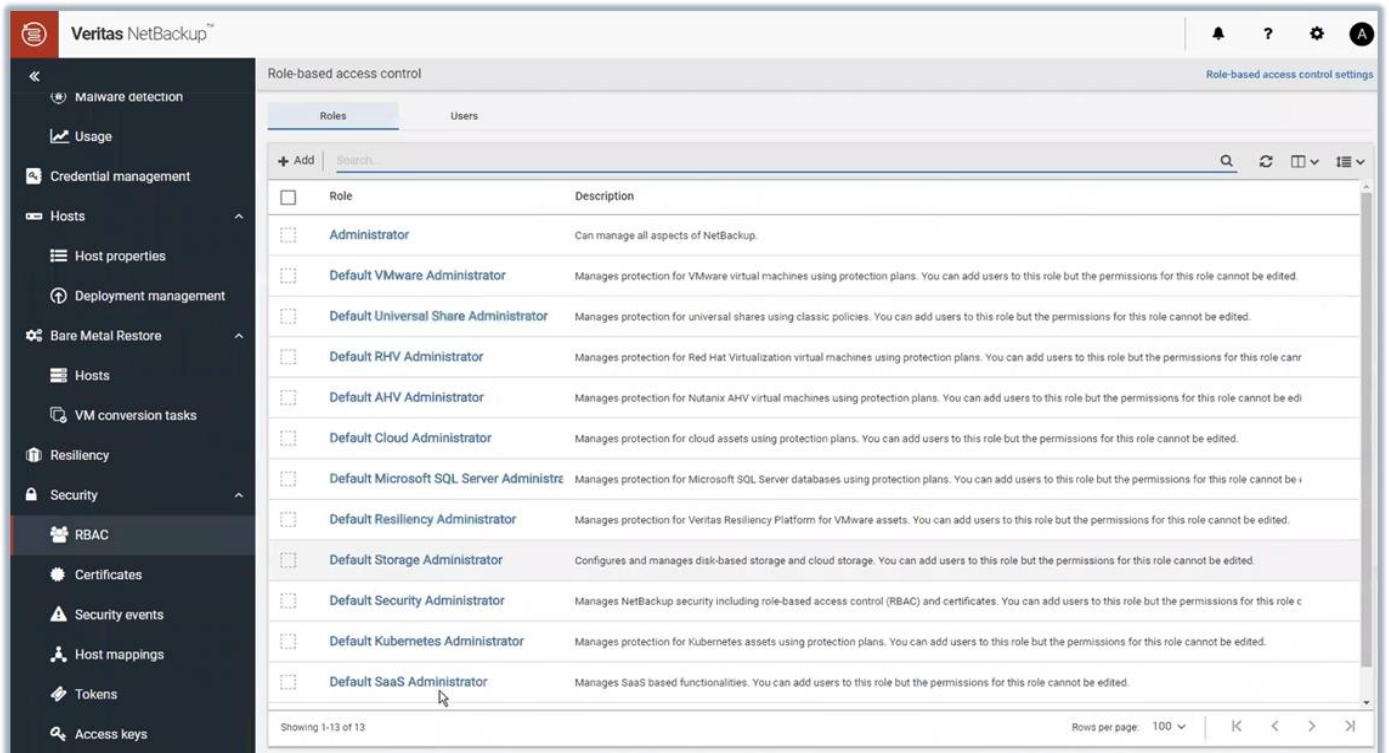 Veritas NetBackup™
A
Malware detection
Usage
Credential management
Hosts
Host properties
Deployment management
Bare Metal Restore
Hosts
VM conversion tasks
Resiliency
Security
RBAC
Certificates
Security events
Host mappings
Tokens
Access keys
Role-based access control
Role-based access control settings
Roles Users
+ Add Search...
Role Description
Administrator Can manage all aspects of NetBackup.
Default VMware Administrator Manages protection for VMware virtual machines using protection plans. You can add users to this role but the permissions for this role cannot be edited.
Default Universal Share Administrator Manages protection for universal shares using classic policies. You can add users to this role but the permissions for this role cannot be edited.
Default RHV Administrator Manages protection for Red Hat Virtualization virtual machines using protection plans. You can add users to this role but the permissions for this role canr
Default AHV Administrator Manages protection for Nutanix AHV virtual machines using protection plans. You can add users to this role but the permissions for this role cannot be edi
Default Cloud Administrator Manages protection for cloud assets using protection plans. You can add users to this role but the permissions for this role cannot be edited.
Default Microsoft SQL Server Administra Manages protection for Microsoft SQL Server databases using protection plans. You can add users to this role but the permissions for this role cannot be
Default Resiliency Administrator Manages protection for Veritas Resiliency Platform for VMware assets. You can add users to this role but the permissions for this role cannot be edited.
Default Storage Administrator Configures and manages disk-based storage and cloud storage. You can add users to this role but the permissions for this role cannot be edited.
Default Security Administrator Manages NetBackup security including role-based access control (RBAC) and certificates. You can add users to this role but the permissions for this role c
Default Kubernetes Administrator Manages protection for Kubernetes assets using protection plans. You can add users to this role but the permissions for this role cannot be edited.
Default SaaS Administrator Manages SaaS based functionalities. You can add users to this role but the permissions for this role cannot be edited.
Showing 1-13 of 13 Rows per page: 100